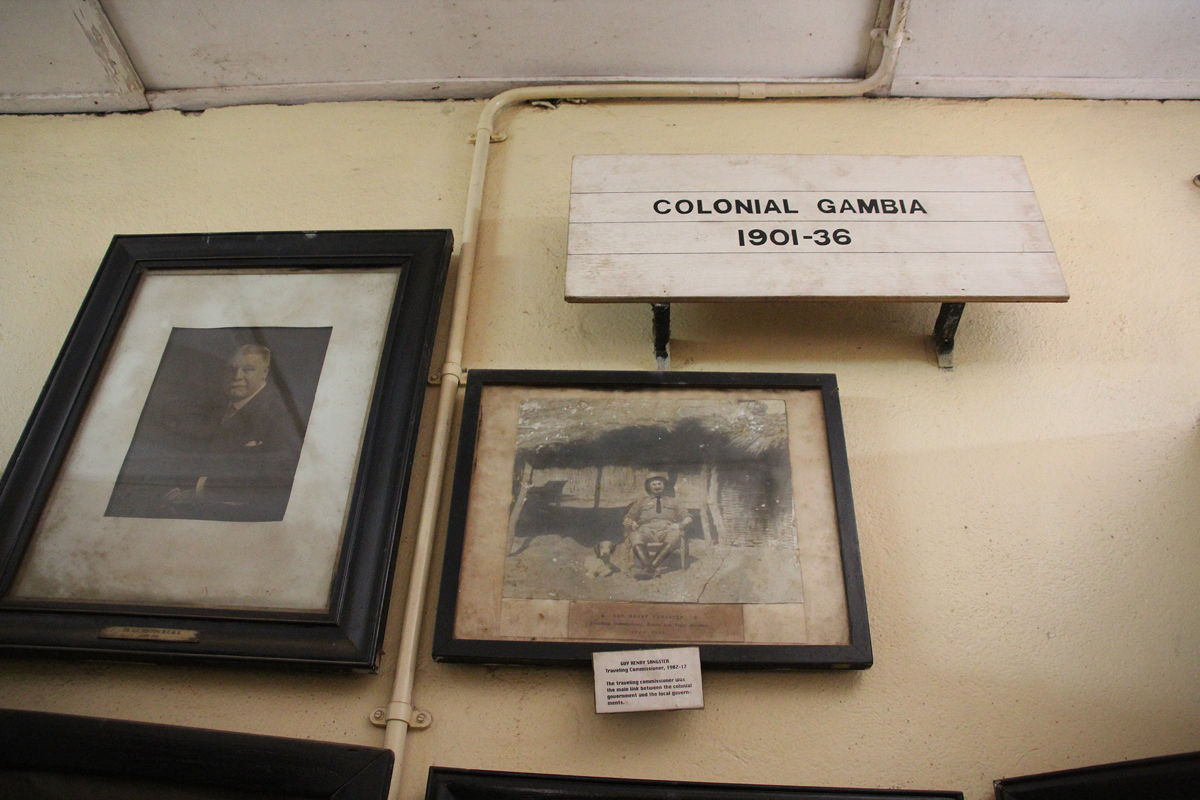 COLONIAL GAMBIA
1901-36
GUY HENRY SANGSTER
Traveling Commissioner, 1902-17
The traveling commissioner was
the main link between the colonial
government and the local govern-
ments.